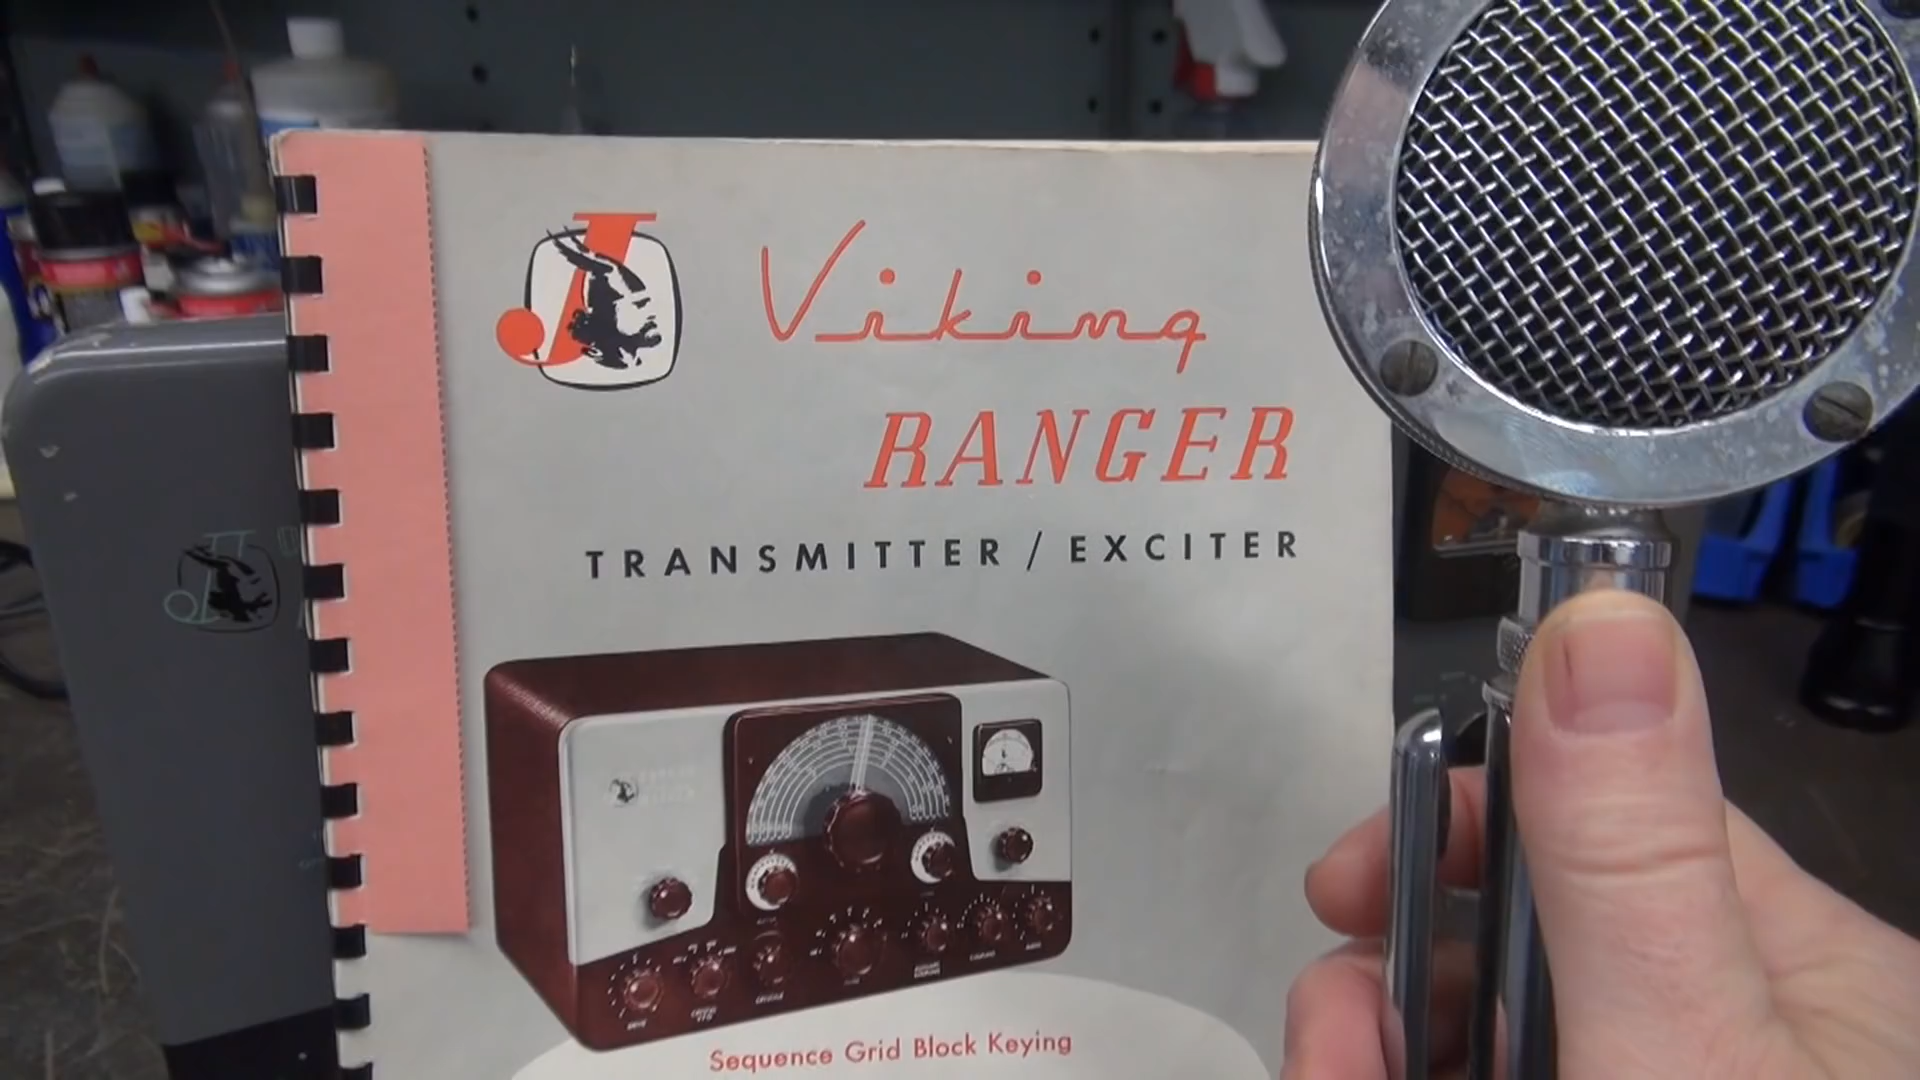 J
Viking
RANGER
TRANSMITTER / EXCITER
Sequence Grid Block Keying